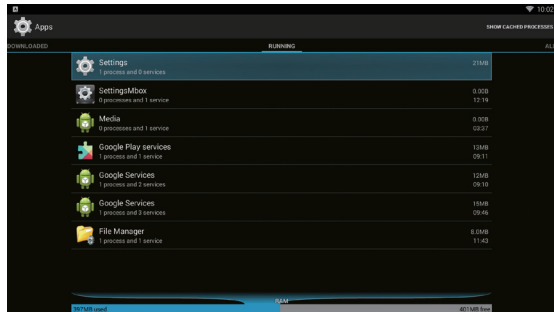 10:02
Apps
SHOW CACHED PROCESSES
DOWNLOADED
RUNNING
ALL
Settings
21MB
1 process and 0 services
SettingsMbox
0.00B
0 processes and 1 service
12:19
Media
0.00B
0 processes and 1 service
03:37
Google Play services
13MB
1 process and 1 service
09:11
Google Services
12MB
1 process and 2 services
09:10
Google Services
15MB
1 process and 3 services
09:46
File Manager
8.0MB
1 process and 1 service
11:43
RAM
397MB used
401MB free